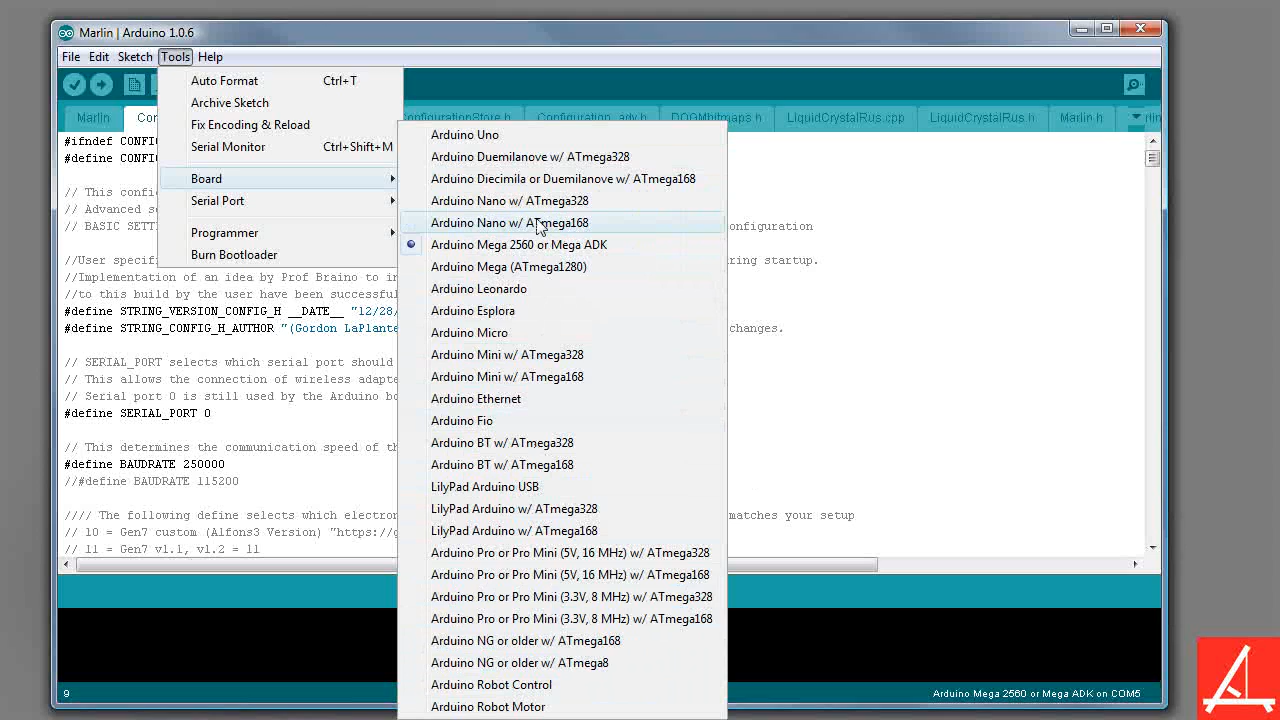 Marlin | Arduino 1.0.6
File Edit Sketch Tools Help
Auto Format Ctrl+T
Archive Sketch
Fix Encoding & Reload
Serial Monitor Ctrl+Shift+M
Board
Serial Port
Programmer
Burn Bootloader
Marlin Con onfigurationStore.h Configuration_adv.h DOGMbitmaps.h LiquidCrystalRus.cpp LiquidCrystalRus.h Marlin.h
Arduino Uno
Arduino Duemilanove w/ ATmega328
Arduino Diecimila or Duemilanove w/ ATmega168
Arduino Nano w/ ATmega328
Arduino Nano w/ ATmega168
Arduino Mega 2560 or Mega ADK
Arduino Mega (ATmega1280)
Arduino Leonardo
Arduino Esplora
Arduino Micro
Arduino Mini w/ ATmega328
Arduino Mini w/ ATmega168
Arduino Ethernet
Arduino Fio
Arduino BT w/ ATmega328
Arduino BT w/ ATmega168
LilyPad Arduino USB
LilyPad Arduino w/ ATmega328
LilyPad Arduino w/ ATmega168
Arduino Pro or Pro Mini (5V, 16 MHz) w/ ATmega328
Arduino Pro or Pro Mini (5V, 16 MHz) w/ ATmega168
Arduino Pro or Pro Mini (3.3V, 8 MHz) w/ ATmega328
Arduino Pro or Pro Mini (3.3V, 8 MHz) w/ ATmega168
Arduino NG or older w/ ATmega168
Arduino NG or older w/ ATmega8
Arduino Robot Control
Arduino Robot Motor
#ifndef CONFI
#define CONFI
// This confi
// Advanced s
// BASIC SETT onfiguration
//User specif ring startup.
//Implementation of an idea by Prof Braino to in
//to this build by the user have been successful
#define STRING_VERSION_CONFIG_H __DATE__ "12/28/
#define STRING_CONFIG_H_AUTHOR "(Gordon LaPlante changes.
// SERIAL_PORT selects which serial port should
// This allows the connection of wireless adapte
// Serial port 0 is still used by the Arduino bo
#define SERIAL_PORT 0
// This determines the communication speed of th
#define BAUDRATE 250000
//#define BAUDRATE 115200
//// The following define selects which electron matches your setup
// 10 = Gen7 custom (Alfons3 Version) "https://g
// 11 = Gen7 v1.1, v1.2 = 11
9 Arduino Mega 2560 or Mega ADK on COM5